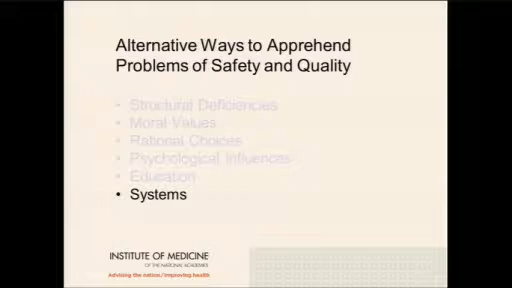 Alternative Ways to Apprehend
Problems of Safety and Quality
• Structural Deficiencies
• Moral Values
• Rational Choices
• Psychological Influences
• Education
• Systems
INSTITUTE OF MEDICINE
OF THE NATIONAL ACADEMIES
Advising the nation/Improving health